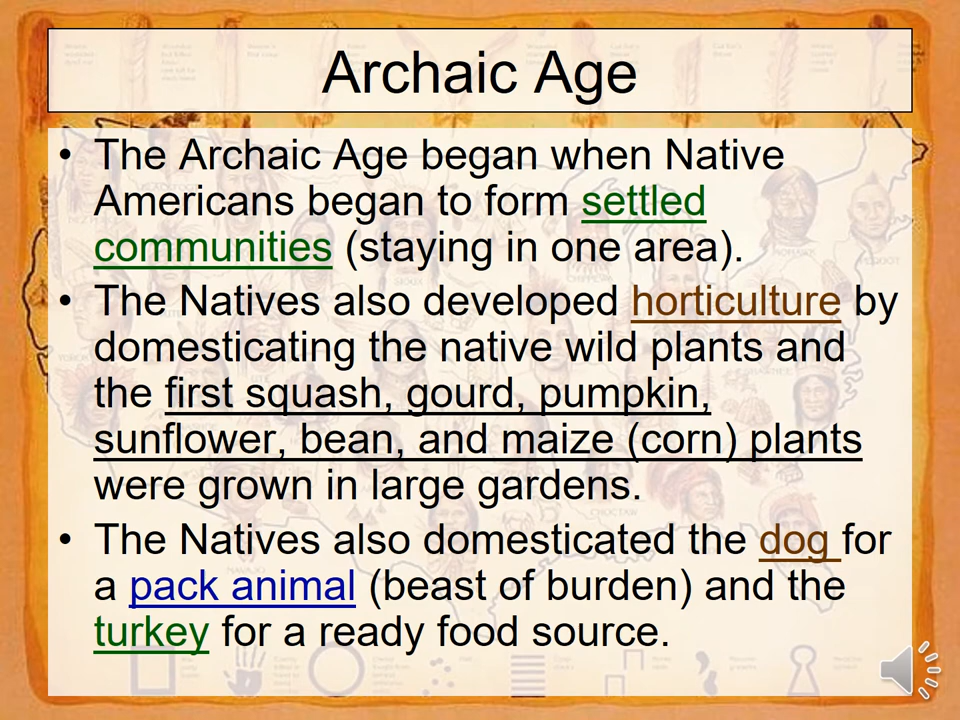 Archaic Age
• The Archaic Age began when Native
Americans began to form settled
communities (staying in one area).
• The Natives also developed horticulture by
domesticating the native wild plants and
the first squash, gourd, pumpkin,
sunflower, bean, and maize (corn) plants
were grown in large gardens.
• The Natives also domesticated the dog for
a pack animal (beast of burden) and the
turkey for a ready food source.